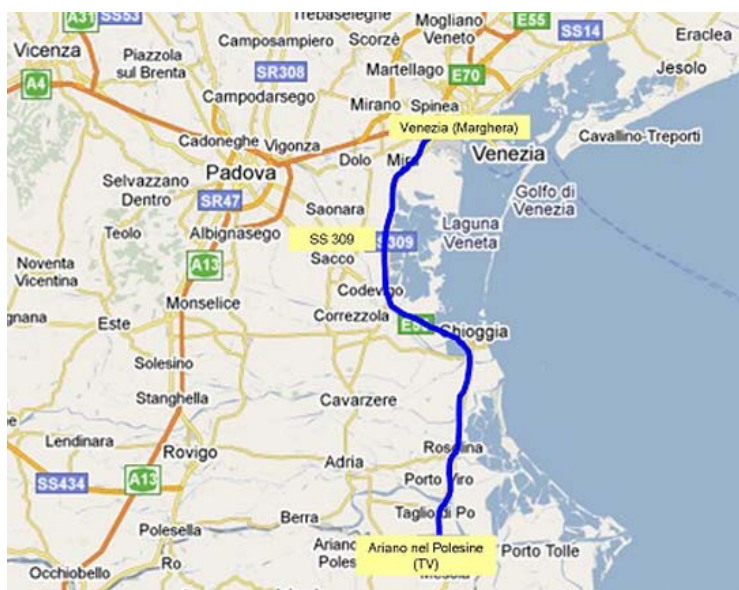 A31
SS53
Trebaseleghe
Mogliano
Veneto
E55
SS14
Eraclea
Vicenza
Piazzola
sul Brenta
Camposampiero
Scorzè
SR308
Martellago
E70
Jesolo
A4
Campodarsego
Mirano
Spinea
Venezia (Marghera)
Cadoneghe
Vigonza
Dolo
Mira
Venezia
Cavallino-Treporti
Padova
Selvazzano
Dentro
SR47
Saonara
Golfo di
Venezia
Laguna
Veneta
Teolo
Albignasego
SS 309
S309
Sacco
A13
Noventa
Vicentina
Monselice
Codevigo
gnana
Este
Correzzola
Chioggia
Solesino
Stanghella
Cavarzere
Lendinara
Rovigo
Adria
Rosolina
SS434
A13
Porto Viro
Polesella
Berra
Taglio di Po
Ariano nel Polesine
(TV)
Porto Tolle
Occhiobello
Ro
Mesola